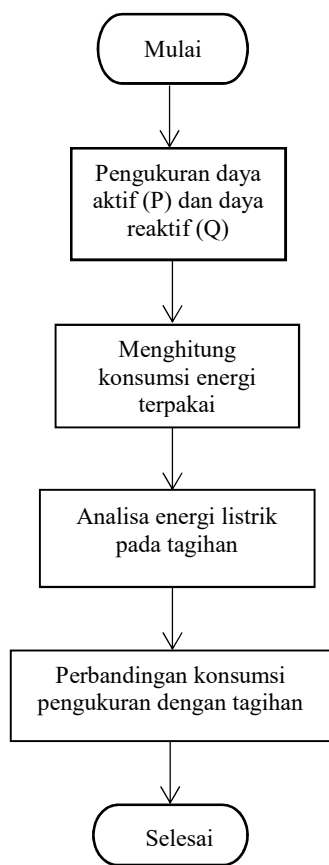 Mulai
Pengukuran daya
aktif (P) dan daya
reaktif (Q)
Menghitung
konsumsi energi
terpakai
Analisa energi listrik
pada tagihan
Perbandingan konsumsi
pengukuran dengan tagihan
Selesai